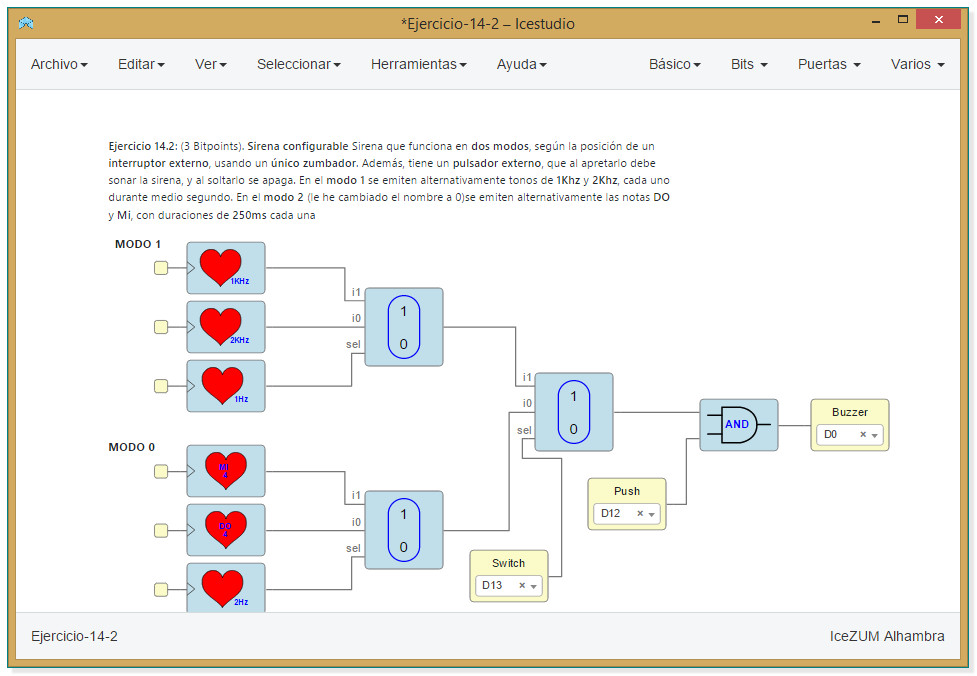 *Ejercicio-14-2 – Icestudio
Archivo Editar Ver Seleccionar Herramientas Ayuda Básico Bits Puertas Varios
Ejercicio 14.2: (3 Bitpoints). Sirena configurable Sirena que funciona en dos modos, según la posición de un
interruptor externo, usando un único zumbador. Además, tiene un pulsador externo, que al apretarlo debe
sonar la sirena, y al soltarlo se apaga. En el modo 1 se emiten alternativamente tonos de 1Khz y 2Khz, cada uno
durante medio segundo. En el modo 2 (le he cambiado el nombre a 0)se emiten alternativamente las notas DO
y Mi, con duraciones de 250ms cada una
MODO 1
1KHz
2KHz
1Hz
i1
i0
sel
1
0
i1
i0
sel
1
0
AND
Buzzer
D0
Push
D12
Switch
D13
MODO 0
MI
4
DO
4
2Hz
i1
i0
sel
1
0
Ejercicio-14-2
IceZUM Alhambra